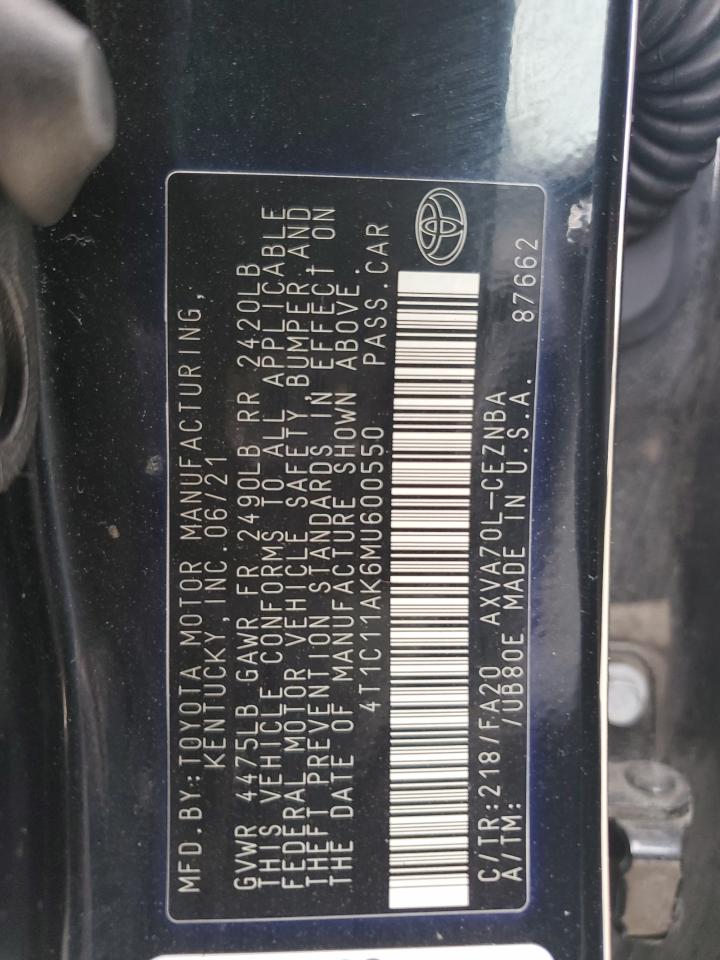 MFD.BY:TOYOTA MOTOR MANUFACTURING,
KENTUCKY, INC. 06/21
GVWR 4475LB GAWR FR 2490LB RR 2420LB
THIS VEHICLE CONFORMS TO ALL APPLICABLE
FEDERAL MOTOR VEHICLE SAFETY, BUMPER, AND
THEFT PREVENTION STANDARDS IN EFFECT ON
THE DATE OF MANUFACTURE SHOWN ABOVE.
4T1C11AK6MU600550 PASS.CAR
C/TR:218/FA20 AXVA70L-CEZNBA
A/TM: /UB80E MADE IN U.S.A. 87662